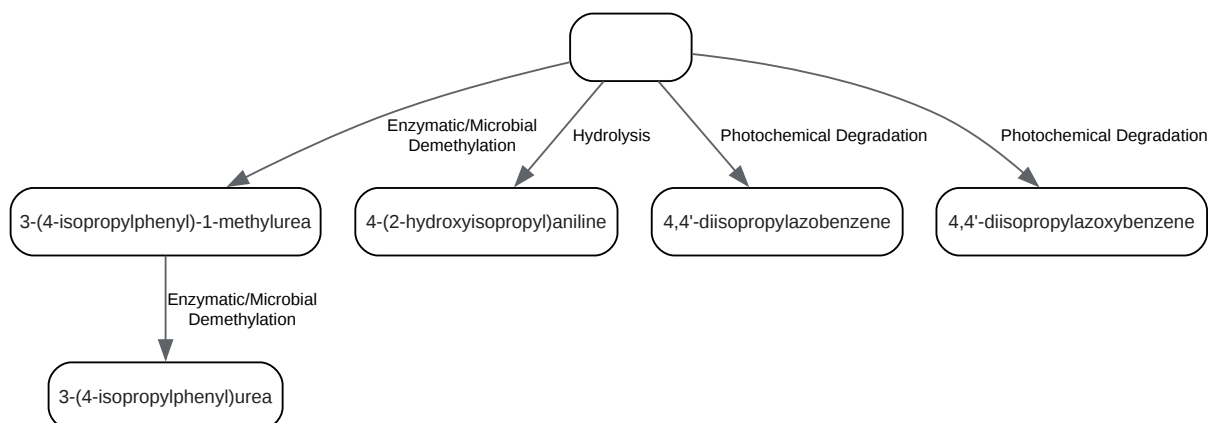 Enzymatic/Microbial
Demethylation
Hydrolysis
Photochemical Degradation
Photochemical Degradation
3-(4-isopropylphenyl)-1-methylurea
4-(2-hydroxyisopropyl)aniline
4,4'-diisopropylazobenzene
4,4'-diisopropylazoxybenzene
Enzymatic/Microbial
Demethylation
3-(4-isopropylphenyl)urea